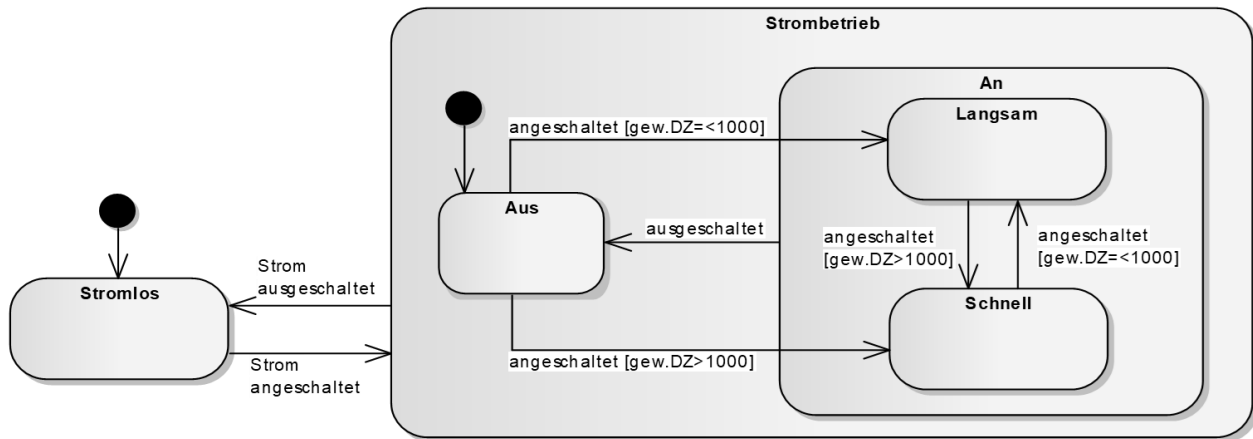 Strombetrieb
An
Langsam
angeschaltet [gew.DZ=<1000]
Aus
ausgeschaltet
angeschaltet
[gew.DZ>1000]
angeschaltet
[gew.DZ=<1000]
Strom
ausgeschaltet
Stromlos
Schnell
angeschaltet [gew.DZ>1000]
Strom
angeschaltet